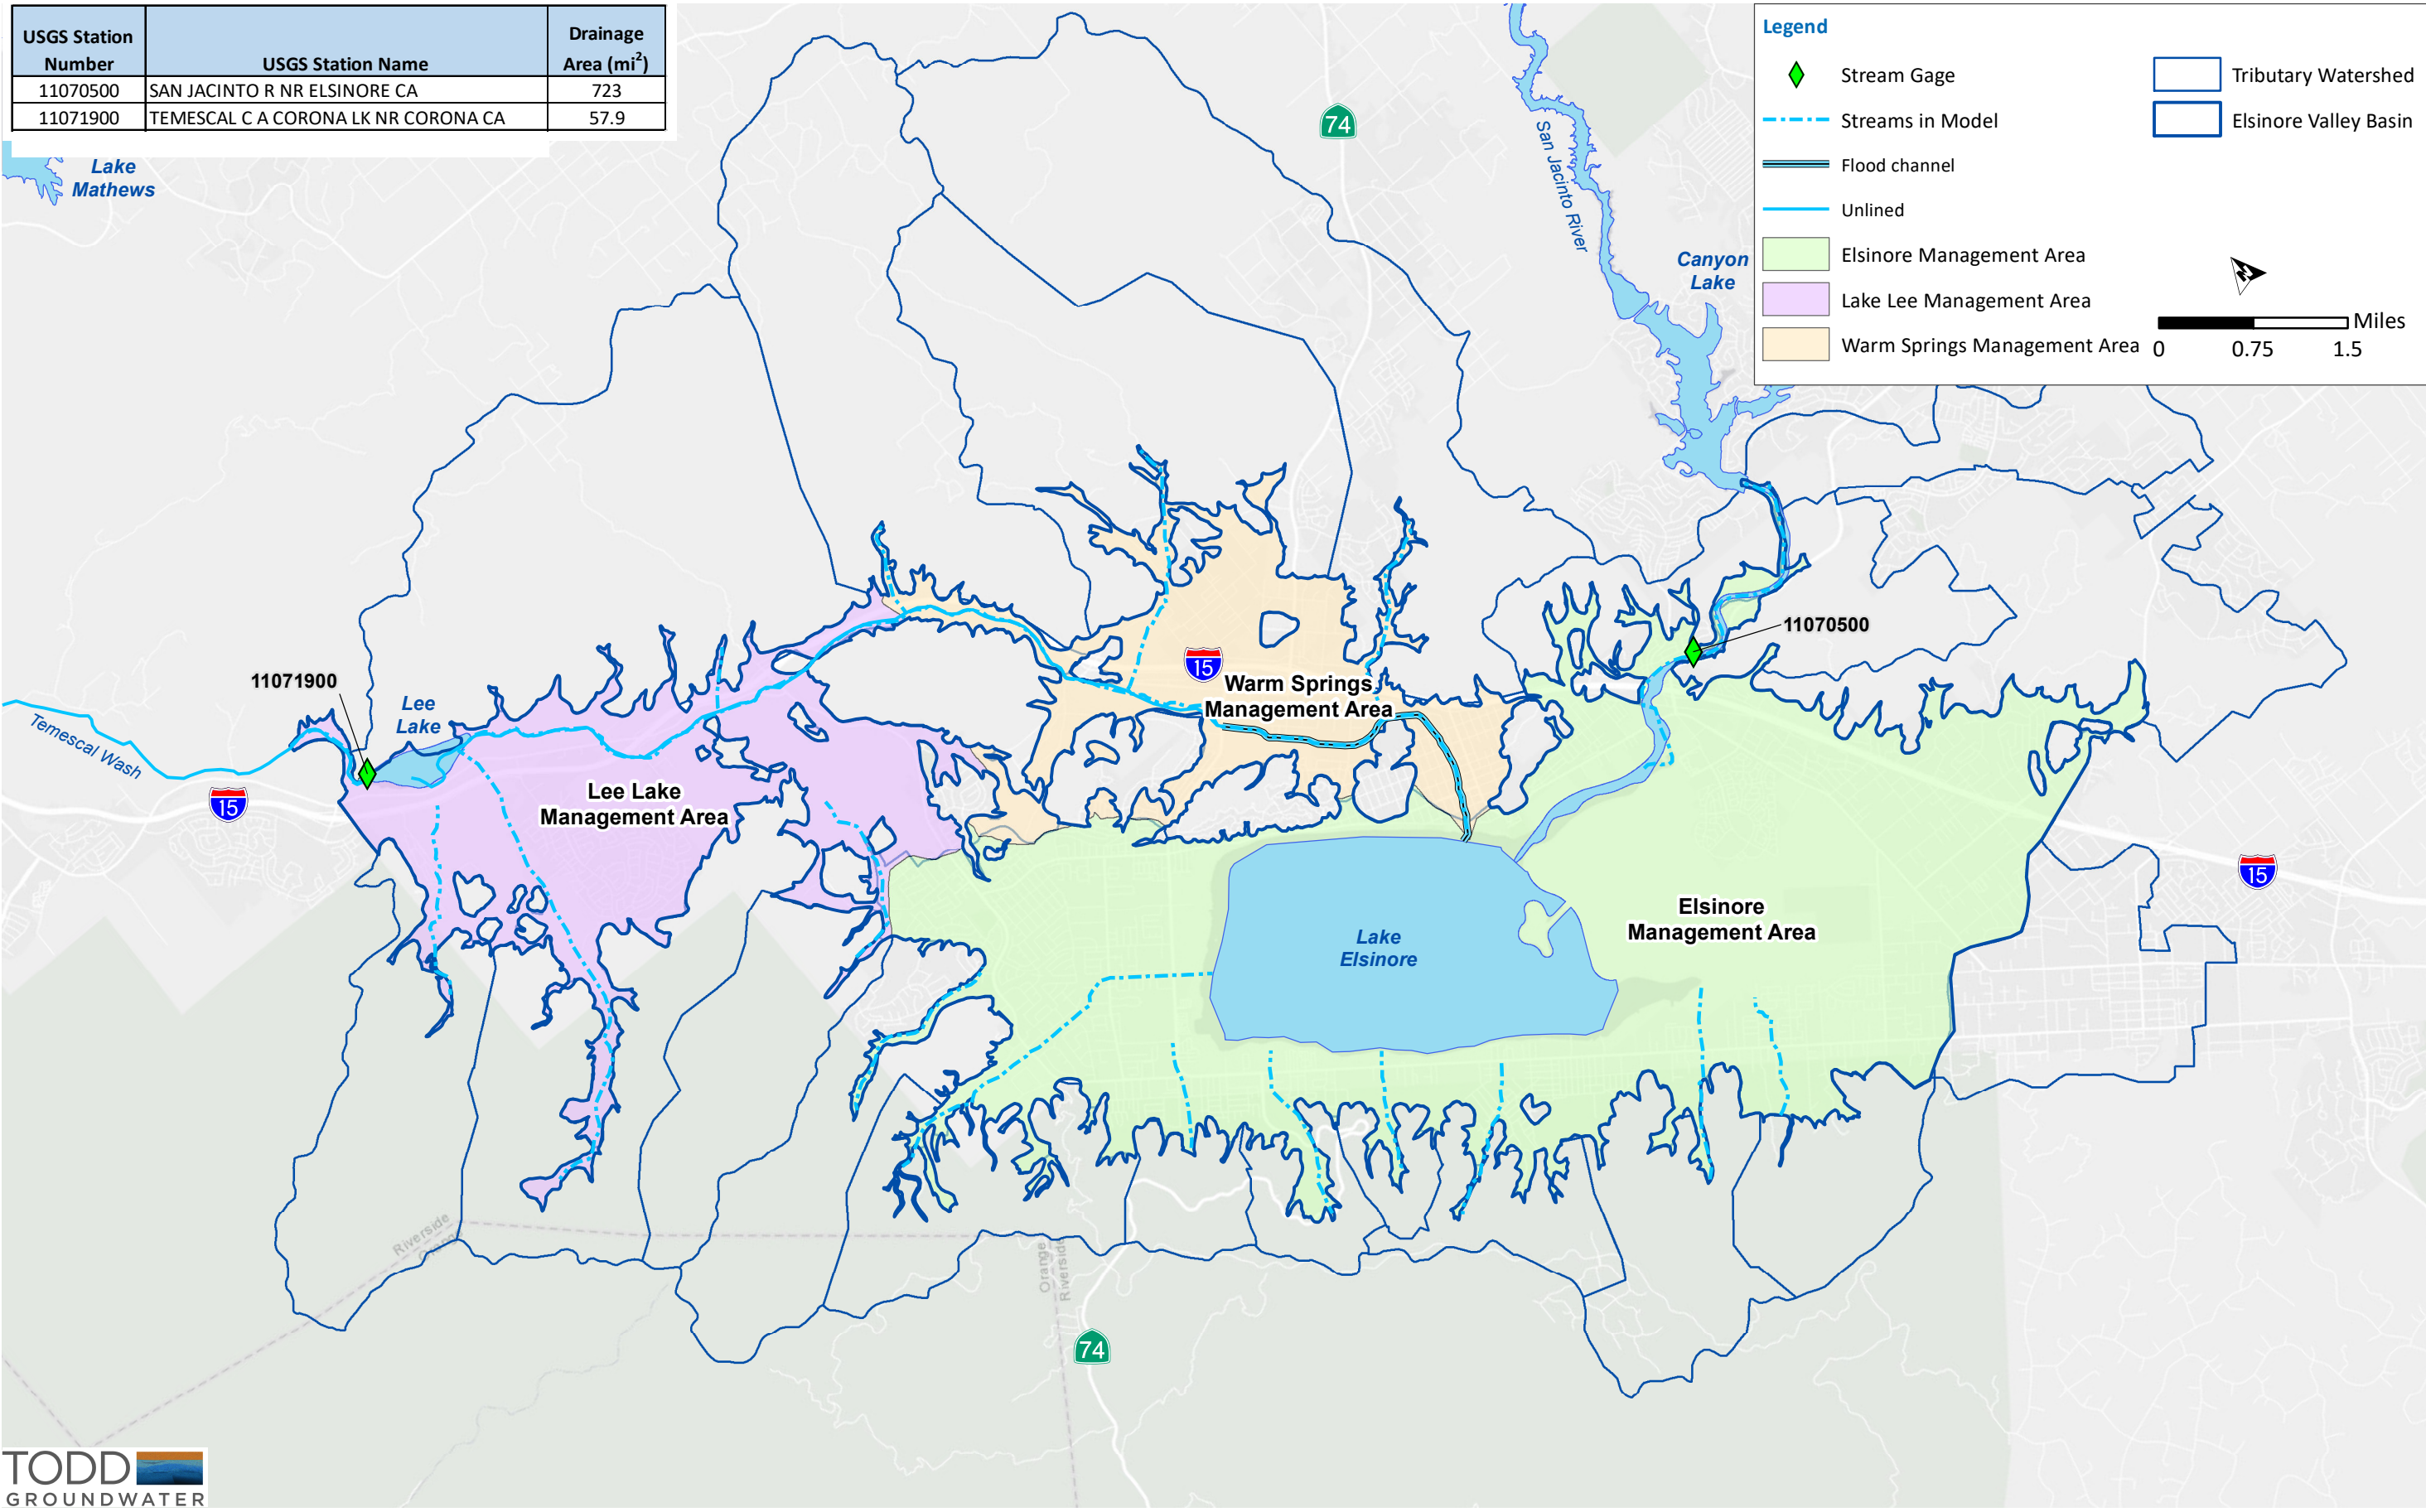 USGS Station Number | USGS Station Name | Drainage Area (mi²)
11070500 | SAN JACINTO R NR ELSINORE CA | 723
11071900 | TEMESCAL C A CORONA LK NR CORONA CA | 57.9
Legend
Stream Gage
Tributary Watershed
Streams in Model
Elsinore Valley Basin
Flood channel
Unlined
Elsinore Management Area
Lake Lee Management Area
Warm Springs Management Area
N
Miles
0 0.75 1.5
74
San Jacinto River
Lake
Mathews
Canyon
Lake
11070500
15
Warm Springs
Management Area
11071900
Lee
Lake
Temescal Wash
15
Lee Lake
Management Area
15
Elsinore
Management Area
Lake
Elsinore
Riverside
Orange
Orange
Riverside
74
TODD
GROUNDWATER